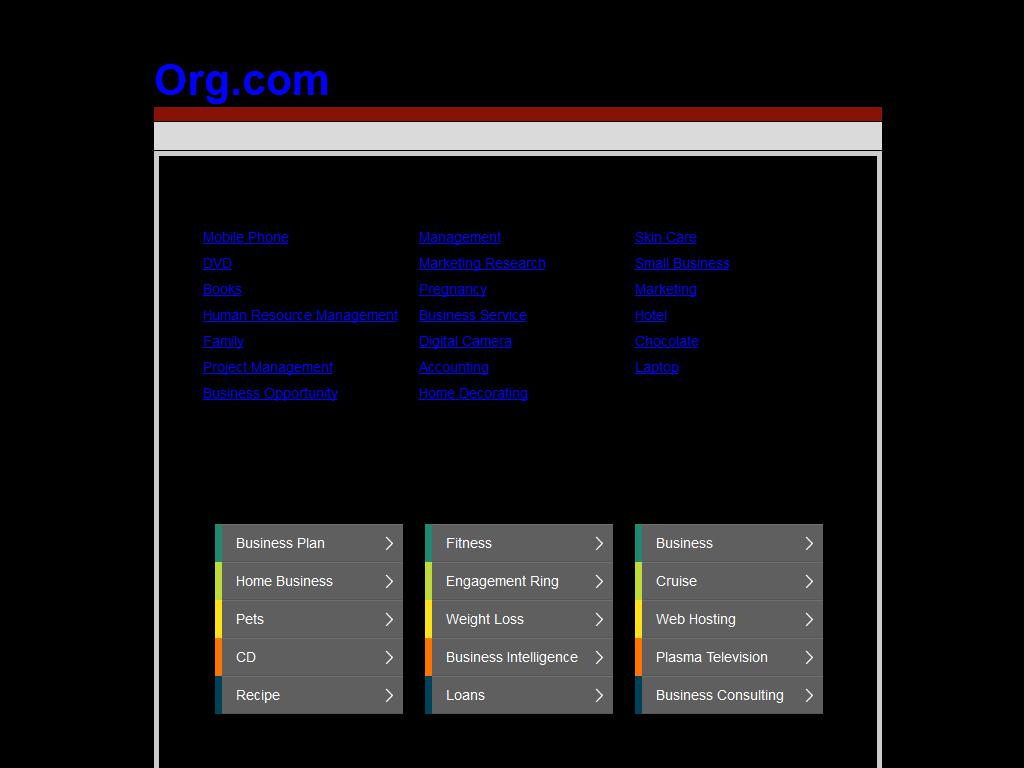 Org.com
Mobile Phone
Management
Skin Care
DVD
Marketing Research
Small Business
Books
Pregnancy
Marketing
Human Resource Management
Business Service
Hotel
Family
Digital Camera
Chocolate
Project Management
Accounting
Laptop
Business Opportunity
Home Decorating
Business Plan
Fitness
Business
Home Business
Engagement Ring
Cruise
Pets
Weight Loss
Web Hosting
CD
Business Intelligence
Plasma Television
Recipe
Loans
Business Consulting